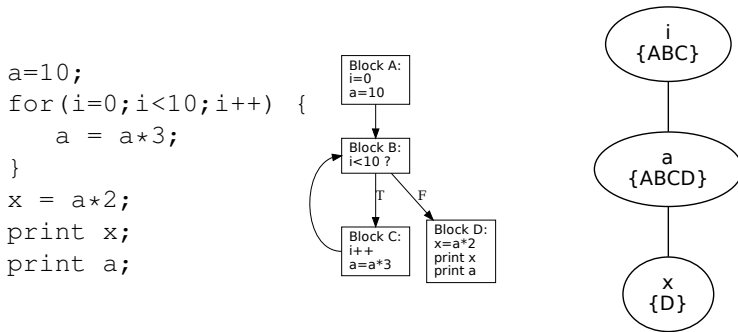 a=10;
for(i=0;i<10;i++) {
   a = a*3;
}
x = a*2;
print x;
print a;
Block A:
i=0
a=10
Block B:
i<10 ?
T
F
Block C:
i++
a=a*3
Block D:
x=a*2
print x
print a
i
{ABC}
a
{ABCD}
x
{D}